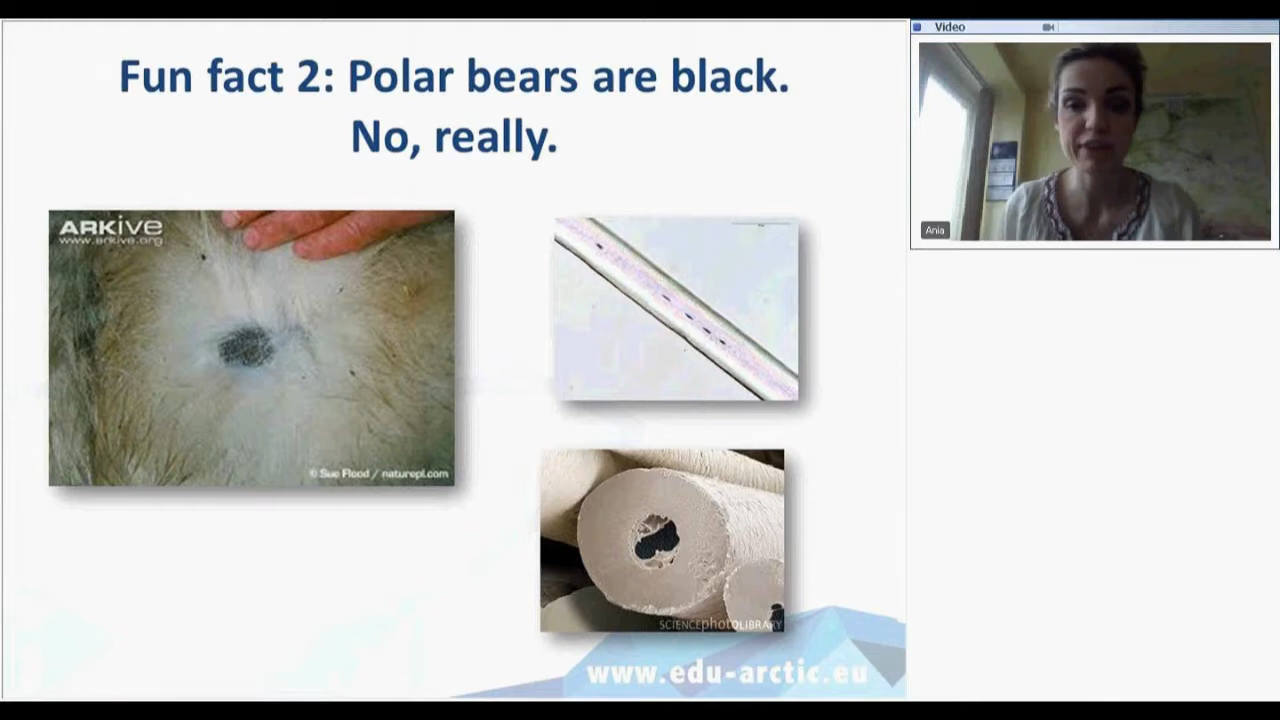 Fun fact 2: Polar bears are black.
No, really.
ARKive
www.arkive.org
© Sue Flood / naturepl.com
SCIENCEphotOLIBRARY
www.edu-arctic.eu
Video
Ania